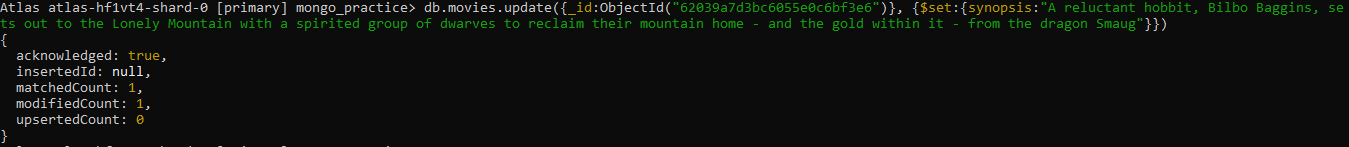 Atlas atlas-hf1vt4-shard-0 [primary] mongo_practice> db.movies.update({_id:ObjectId("62039a7d3bc6055e0c6bf3e6")}, {$set:{synopsis:"A reluctant hobbit, Bilbo Baggins, se
ts out to the Lonely Mountain with a spirited group of dwarves to reclaim their mountain home - and the gold within it - from the dragon Smaug"}})
{
  acknowledged: true,
  insertedId: null,
  matchedCount: 1,
  modifiedCount: 1,
  upsertedCount: 0
}